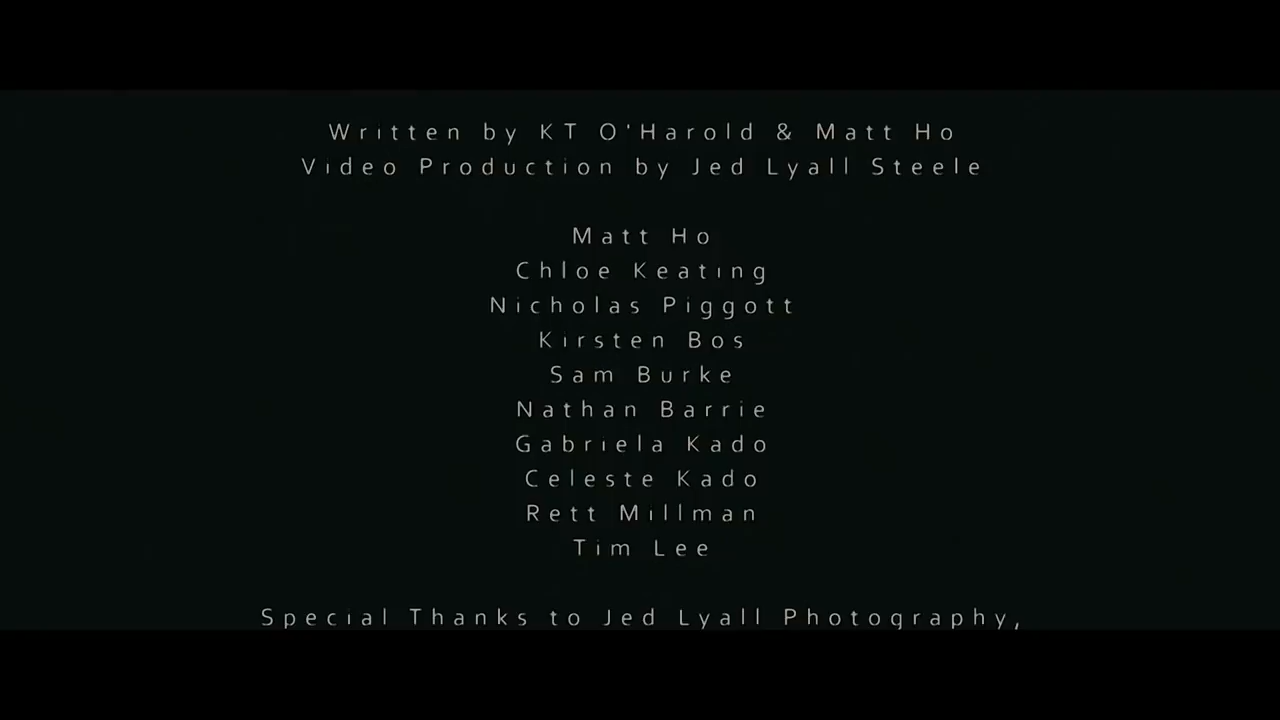 Written by KT O'Harold & Matt Ho
Video Production by Jed Lyall Steele
Matt Ho
Chloe Keating
Nicholas Piggott
Kirsten Bos
Sam Burke
Nathan Barrie
Gabriela Kado
Celeste Kado
Rett Millman
Tim Lee
Special Thanks to Jed Lyall Photography,